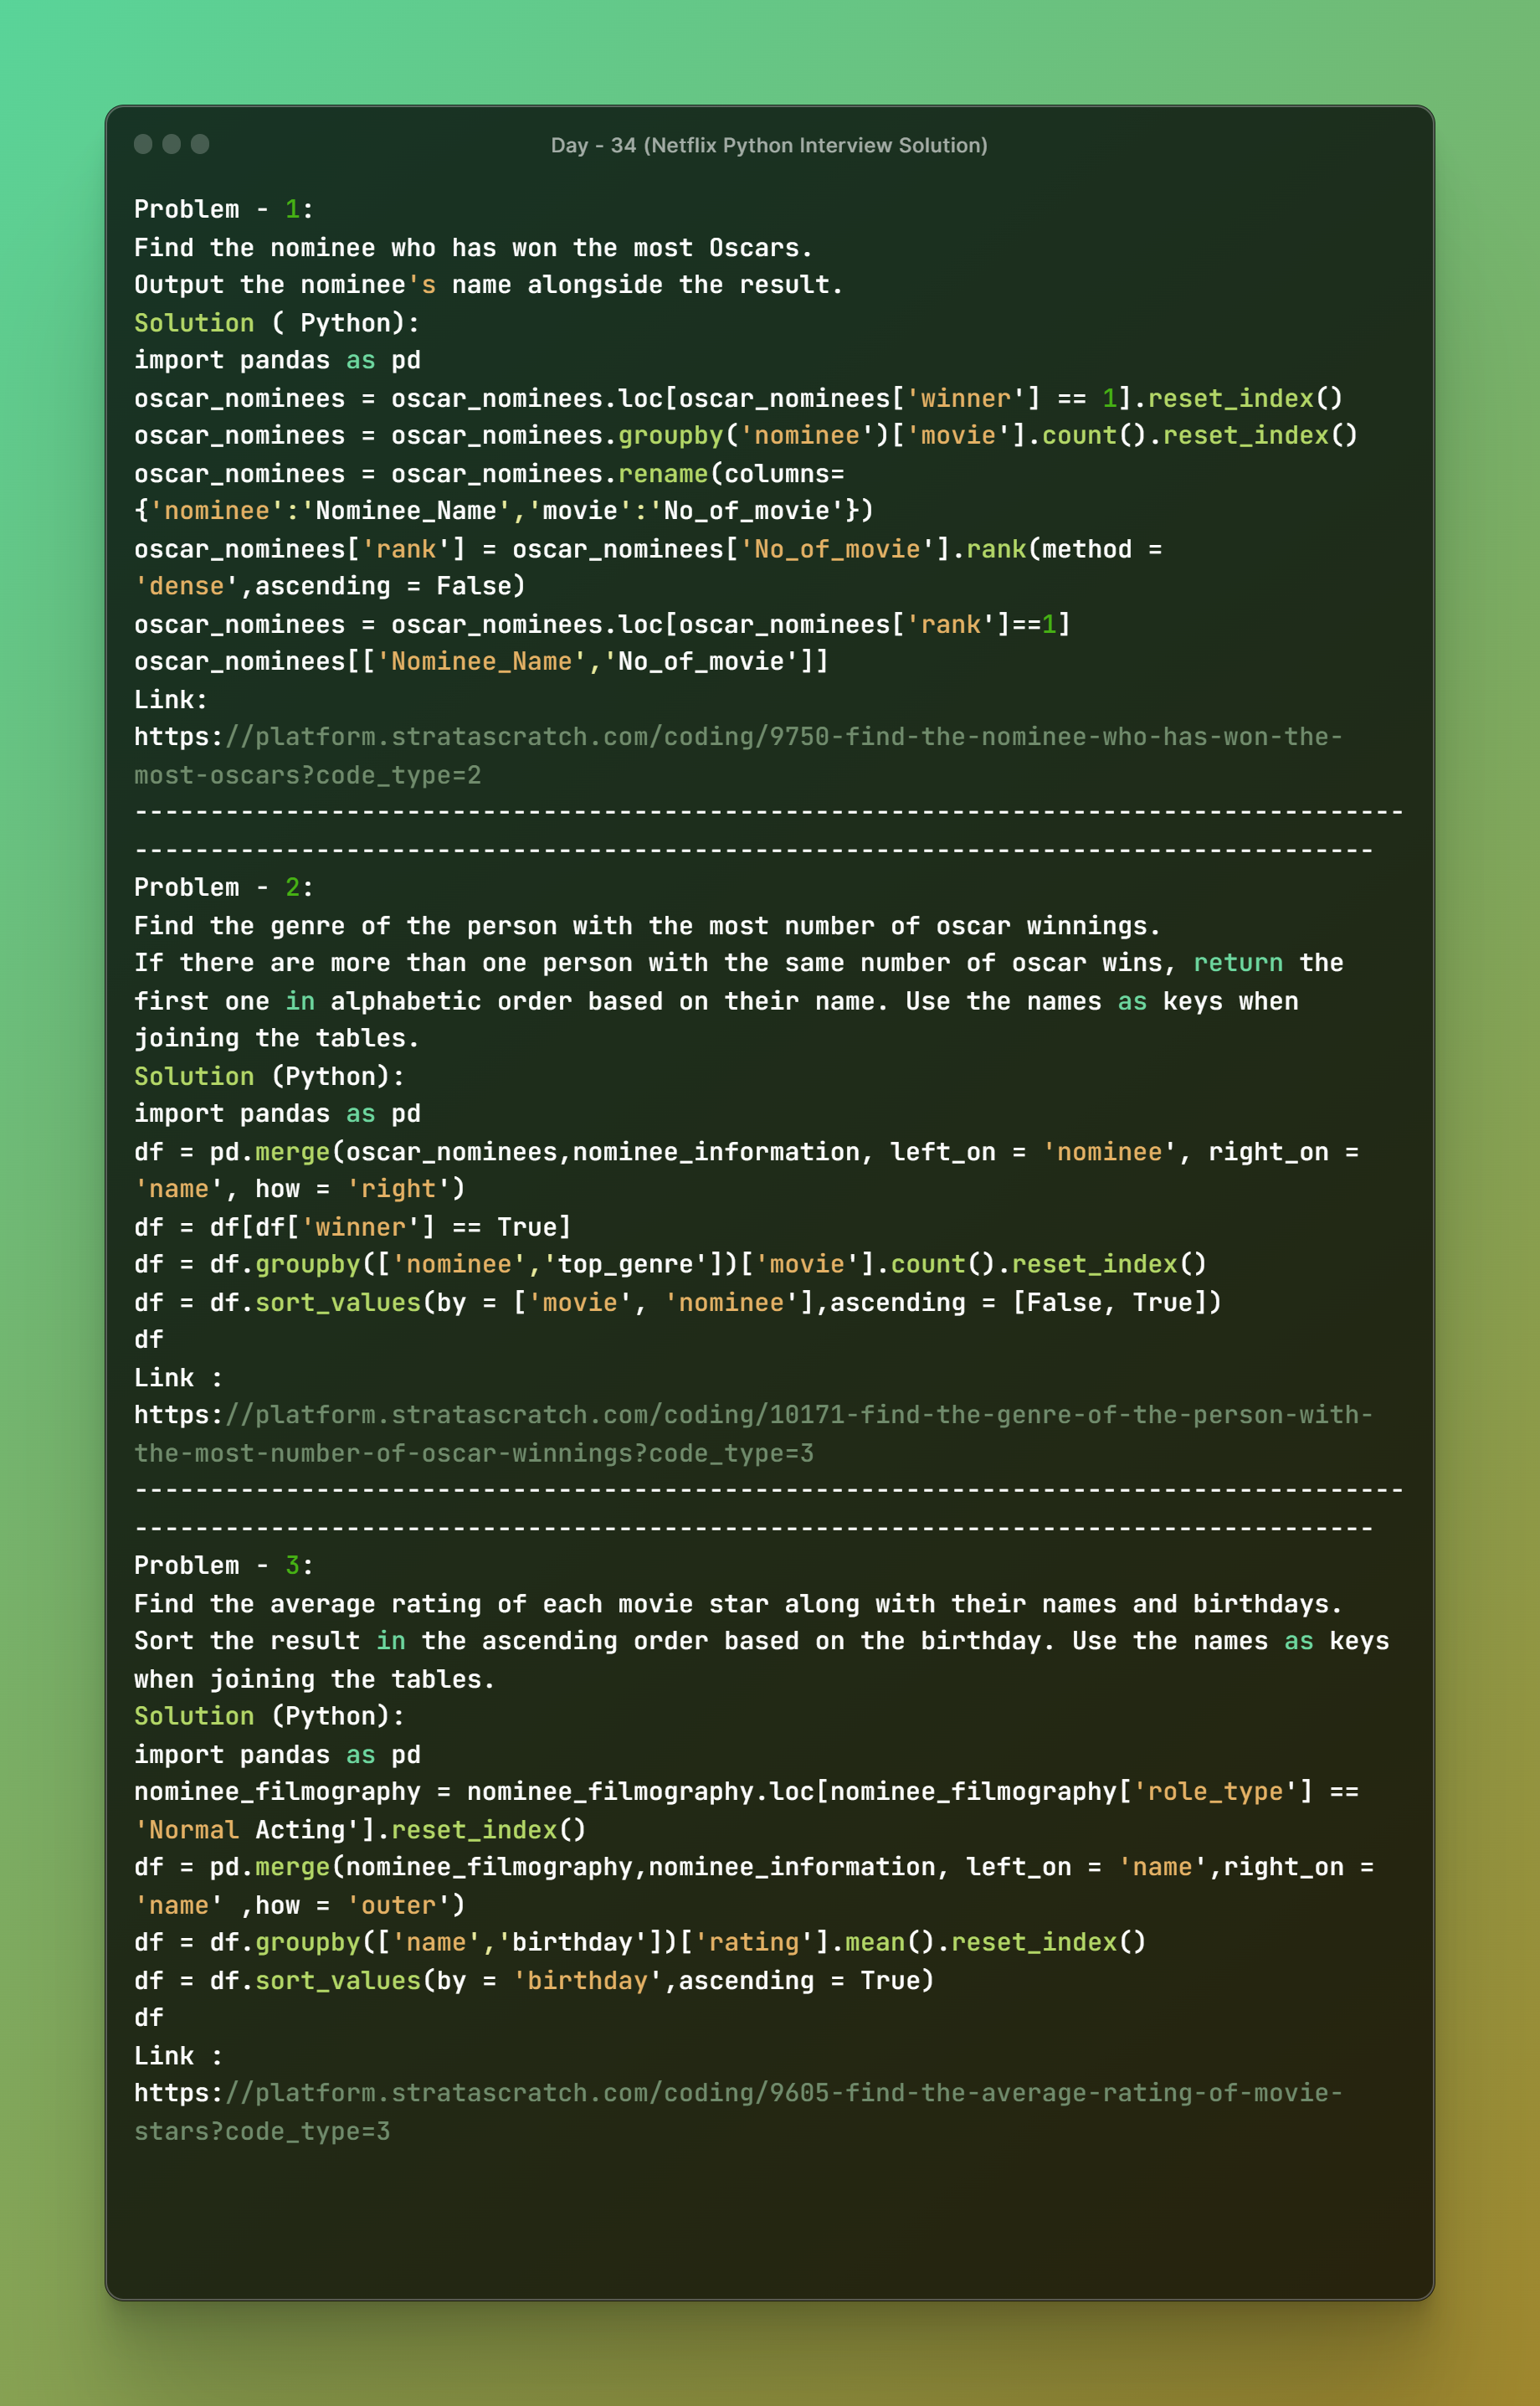 Day - 34 (Netflix Python Interview Solution)
Problem - 1:
Find the nominee who has won the most Oscars.
Output the nominee's name alongside the result.
Solution ( Python):
import pandas as pd
oscar_nominees = oscar_nominees.loc[oscar_nominees['winner'] == 1].reset_index()
oscar_nominees = oscar_nominees.groupby('nominee')['movie'].count().reset_index()
oscar_nominees = oscar_nominees.rename(columns=
{'nominee':'Nominee_Name','movie':'No_of_movie'})
oscar_nominees['rank'] = oscar_nominees['No_of_movie'].rank(method =
'dense',ascending = False)
oscar_nominees = oscar_nominees.loc[oscar_nominees['rank']==1]
oscar_nominees[['Nominee_Name','No_of_movie']]
Link:
https://platform.stratascratch.com/coding/9750-find-the-nominee-who-has-won-the-
most-oscars?code_type=2
------------------------------------------------------------------------------------
----------------------------------------------------------------------------------
Problem - 2:
Find the genre of the person with the most number of oscar winnings.
If there are more than one person with the same number of oscar wins, return the
first one in alphabetic order based on their name. Use the names as keys when
joining the tables.
Solution (Python):
import pandas as pd
df = pd.merge(oscar_nominees,nominee_information, left_on = 'nominee', right_on =
'name', how = 'right')
df = df[df['winner'] == True]
df = df.groupby(['nominee','top_genre'])['movie'].count().reset_index()
df = df.sort_values(by = ['movie', 'nominee'],ascending = [False, True])
df
Link :
https://platform.stratascratch.com/coding/10171-find-the-genre-of-the-person-with-
the-most-number-of-oscar-winnings?code_type=3
------------------------------------------------------------------------------------
----------------------------------------------------------------------------------
Problem - 3:
Find the average rating of each movie star along with their names and birthdays.
Sort the result in the ascending order based on the birthday. Use the names as keys
when joining the tables.
Solution (Python):
import pandas as pd
nominee_filmography = nominee_filmography.loc[nominee_filmography['role_type'] ==
'Normal Acting'].reset_index()
df = pd.merge(nominee_filmography,nominee_information, left_on = 'name',right_on =
'name' ,how = 'outer')
df = df.groupby(['name','birthday'])['rating'].mean().reset_index()
df = df.sort_values(by = 'birthday',ascending = True)
df
Link :
https://platform.stratascratch.com/coding/9605-find-the-average-rating-of-movie-
stars?code_type=3